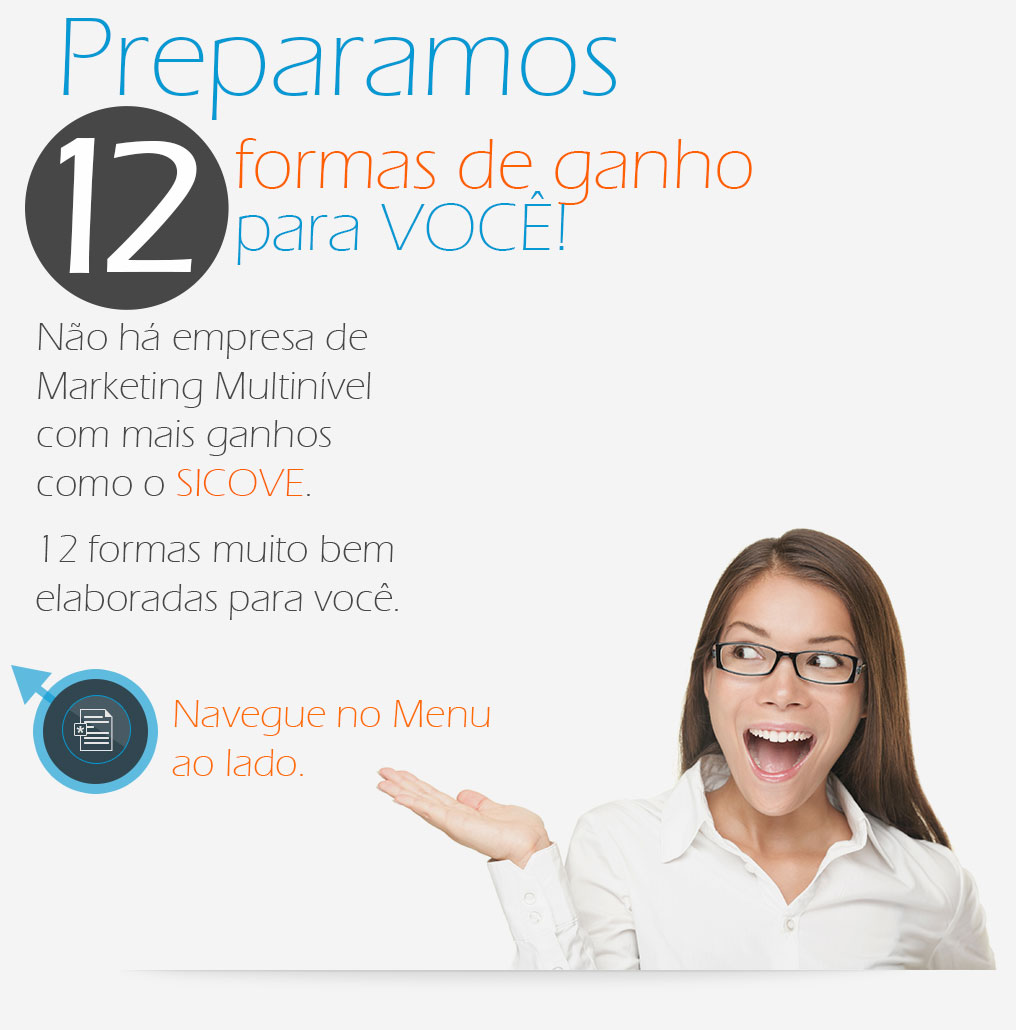 Preparamos
12 formas de ganho
para VOCÊ!
Não há empresa de
Marketing Multinível
com mais ganhos
como o SICOVE.
12 formas muito bem
elaboradas para você.
Navegue no Menu
ao lado.